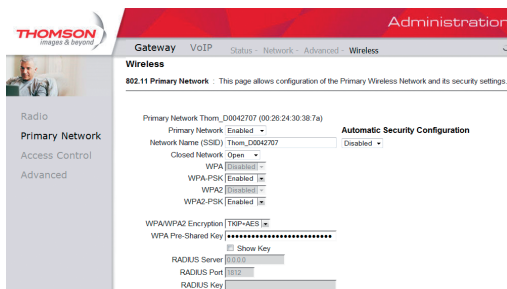 THOMSON
images & beyond
Administration
Gateway VoIP Status - Network - Advanced - Wireless
Wireless
802.11 Primary Network : This page allows configuration of the Primary Wireless Network and its security settings.
Radio
Primary Network
Access Control
Advanced
Primary Network Thom_D0042707 (00:26:24:30:38:7a)
Primary Network Enabled
Automatic Security Configuration
Network Name (SSID) Thom_D0042707
Disabled
Closed Network Open
WPA Disabled
WPA-PSK Enabled
WPA2 Disabled
WPA2-PSK Enabled
WPA/WPA2 Encryption TKIP+AES
WPA Pre-Shared Key ••••••••••••••••••••••••••
Show Key
RADIUS Server 0.0.0.0
RADIUS Port 1812
RADIUS Key